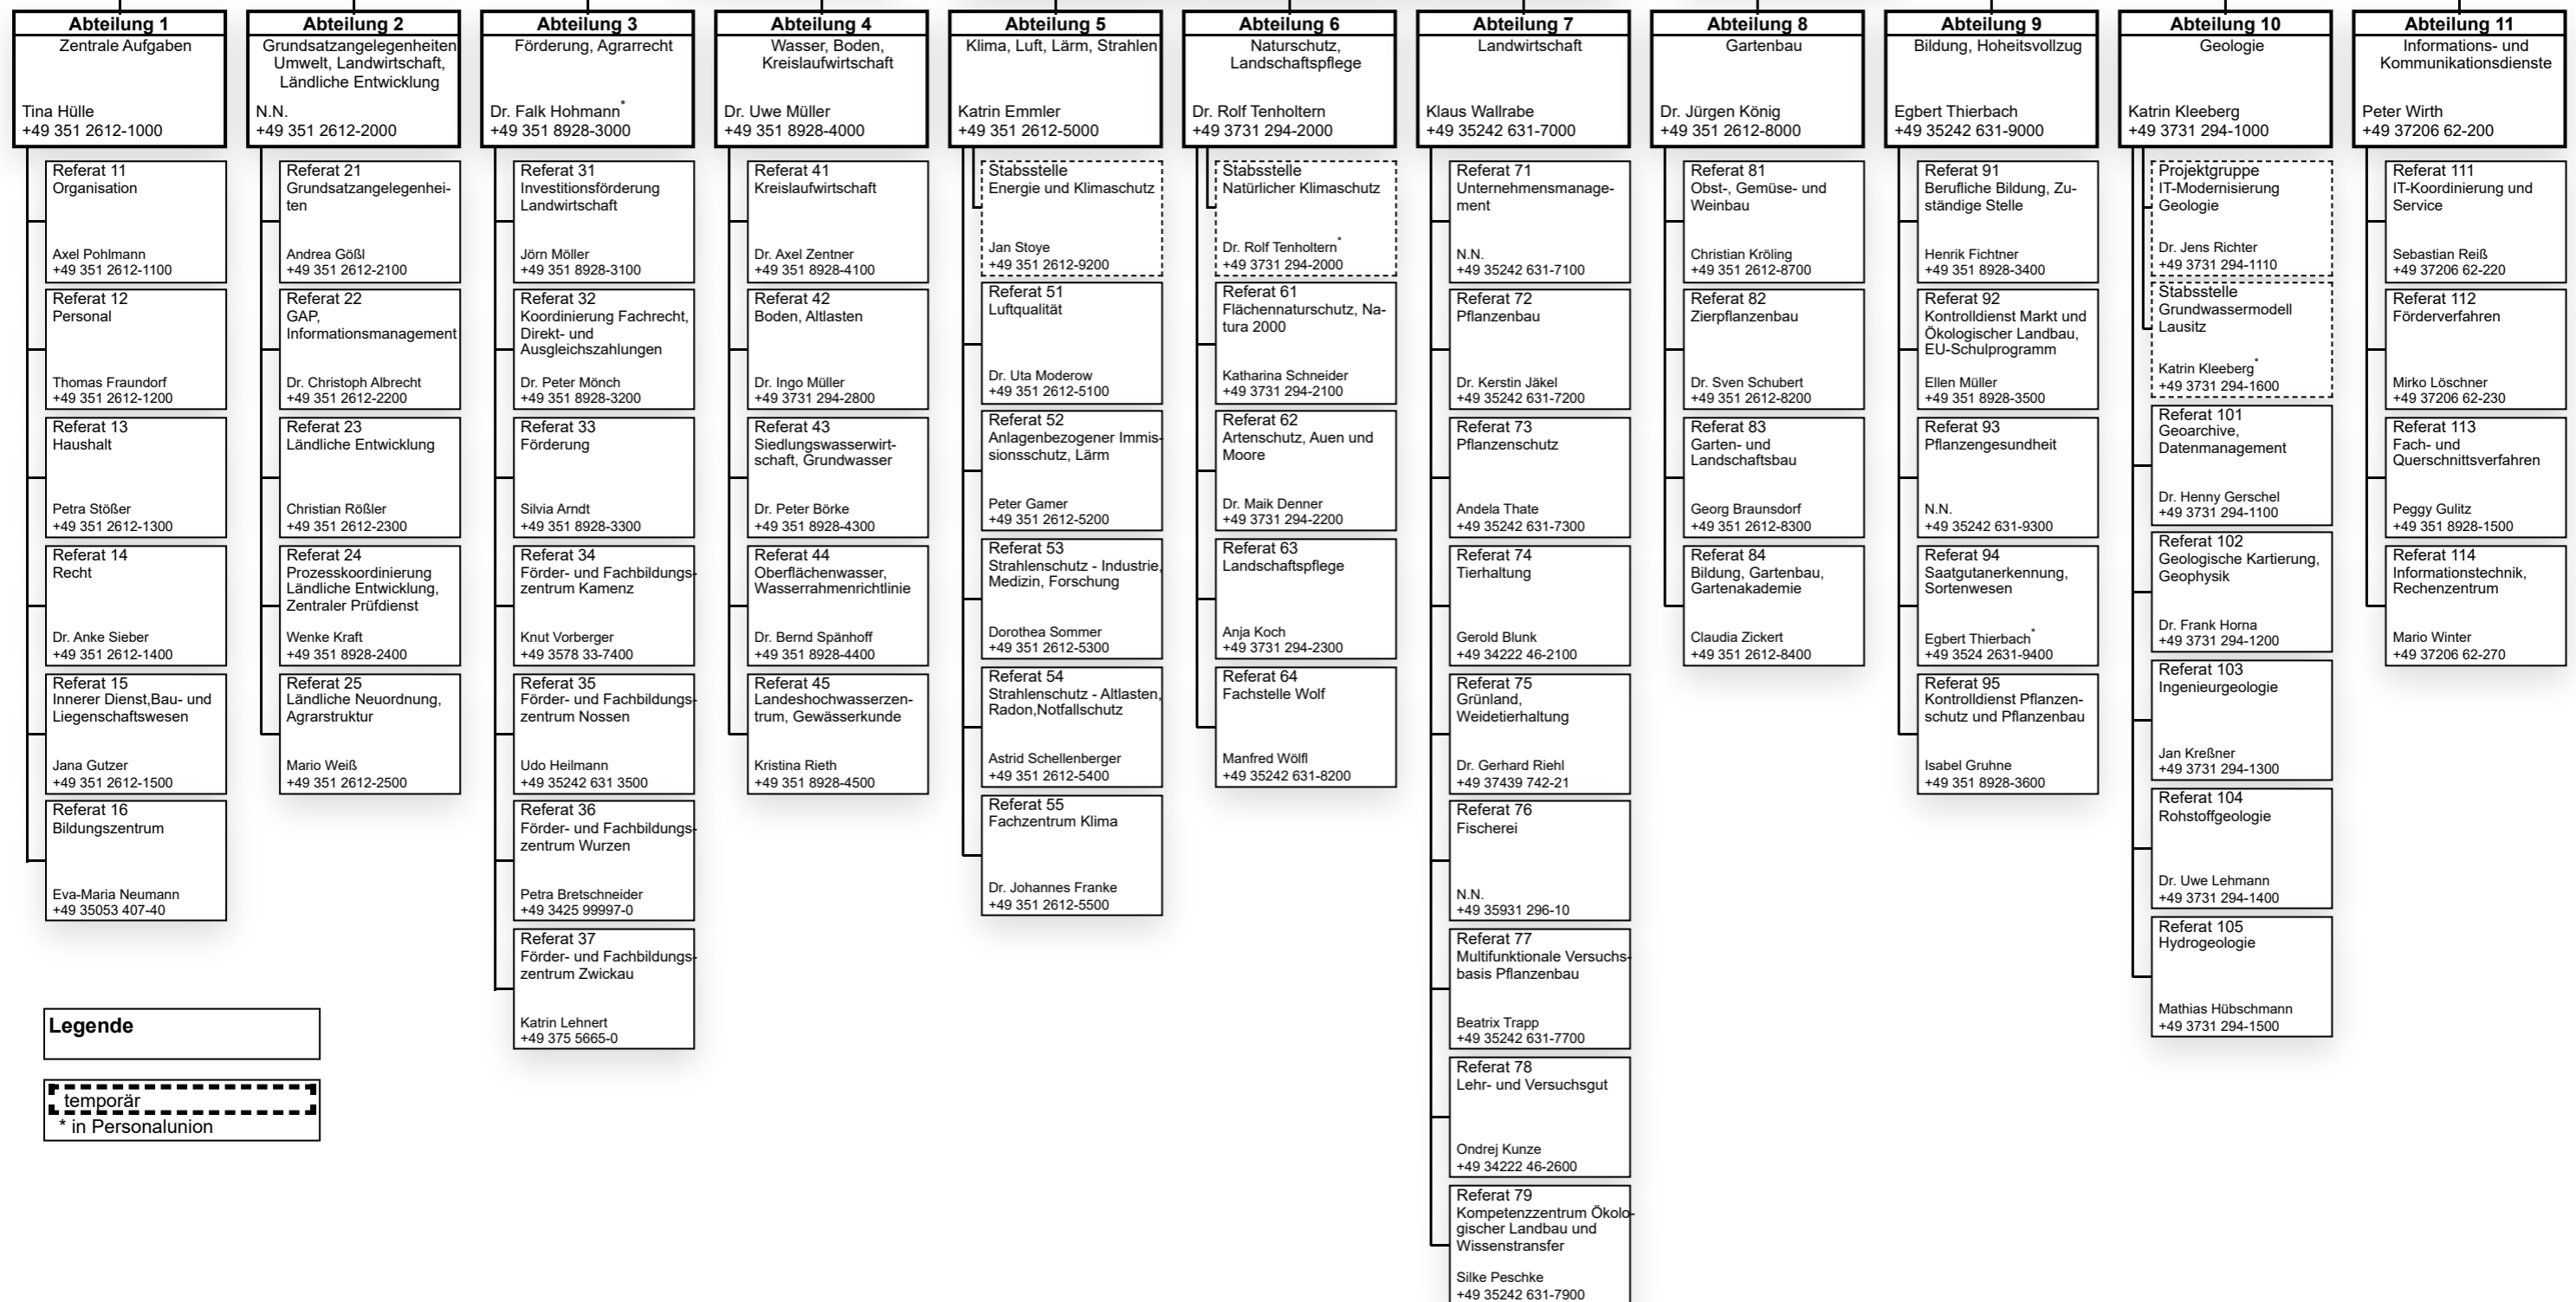 Abteilung 1
Zentrale Aufgaben
Tina Hülle
+49 351 2612-1000
Referat 11
Organisation
Axel Pohlmann
+49 351 2612-1100
Referat 12
Personal
Thomas Fraundorf
+49 351 2612-1200
Referat 13
Haushalt
Petra Stößer
+49 351 2612-1300
Referat 14
Recht
Dr. Anke Sieber
+49 351 2612-1400
Referat 15
Innerer Dienst,Bau- und
Liegenschaftswesen
Jana Gutzer
+49 351 2612-1500
Referat 16
Bildungszentrum
Eva-Maria Neumann
+49 35053 407-40
Abteilung 2
Grundsatzangelegenheiten
Umwelt, Landwirtschaft,
Ländliche Entwicklung
N.N.
+49 351 2612-2000
Referat 21
Grundsatzangelegenhei-
ten
Andrea Gößl
+49 351 2612-2100
Referat 22
GAP,
Informationsmanagement
Dr. Christoph Albrecht
+49 351 2612-2200
Referat 23
Ländliche Entwicklung
Christian Rößler
+49 351 2612-2300
Referat 24
Prozesskoordinierung
Ländliche Entwicklung,
Zentraler Prüfdienst
Wenke Kraft
+49 351 8928-2400
Referat 25
Ländliche Neuordnung,
Agrarstruktur
Mario Weiß
+49 351 2612-2500
Abteilung 3
Förderung, Agrarrecht
Dr. Falk Hohmann*
+49 351 8928-3000
Referat 31
Investitionsförderung
Landwirtschaft
Jörn Möller
+49 351 8928-3100
Referat 32
Koordinierung Fachrecht,
Direkt- und
Ausgleichszahlungen
Dr. Peter Mönch
+49 351 8928-3200
Referat 33
Förderung
Silvia Arndt
+49 351 8928-3300
Referat 34
Förder- und Fachbildungs-
zentrum Kamenz
Knut Vorberger
+49 3578 33-7400
Referat 35
Förder- und Fachbildungs-
zentrum Nossen
Udo Heilmann
+49 35242 631 3500
Referat 36
Förder- und Fachbildungs-
zentrum Wurzen
Petra Bretschneider
+49 3425 99997-0
Referat 37
Förder- und Fachbildungs-
zentrum Zwickau
Katrin Lehnert
+49 375 5665-0
Abteilung 4
Wasser, Boden,
Kreislaufwirtschaft
Dr. Uwe Müller
+49 351 8928-4000
Referat 41
Kreislaufwirtschaft
Dr. Axel Zentner
+49 351 8928-4100
Referat 42
Boden, Altlasten
Dr. Ingo Müller
+49 3731 294-2800
Referat 43
Siedlungswasserwirt-
schaft, Grundwasser
Dr. Peter Börke
+49 351 8928-4300
Referat 44
Oberflächenwasser,
Wasserrahmenrichtlinie
Dr. Bernd Spänhoff
+49 351 8928-4400
Referat 45
Landeshochwasserzen-
trum, Gewässerkunde
Kristina Rieth
+49 351 8928-4500
Abteilung 5
Klima, Luft, Lärm, Strahlen
Katrin Emmler
+49 351 2612-5000
Stabsstelle
Energie und Klimaschutz
Jan Stoye
+49 351 2612-9200
Referat 51
Luftqualität
Dr. Uta Moderow
+49 351 2612-5100
Referat 52
Anlagenbezogener Immis-
sionsschutz, Lärm
Peter Gamer
+49 351 2612-5200
Referat 53
Strahlenschutz - Industrie,
Medizin, Forschung
Dorothea Sommer
+49 351 2612-5300
Referat 54
Strahlenschutz - Altlasten,
Radon,Notfallschutz
Astrid Schellenberger
+49 351 2612-5400
Referat 55
Fachzentrum Klima
Dr. Johannes Franke
+49 351 2612-5500
Abteilung 6
Naturschutz,
Landschaftspflege
Dr. Rolf Tenholtern
+49 3731 294-2000
Stabsstelle
Natürlicher Klimaschutz
Dr. Rolf Tenholtern*
+49 3731 294-2000
Referat 61
Flächennaturschutz, Na-
tura 2000
Katharina Schneider
+49 3731 294-2100
Referat 62
Artenschutz, Auen und
Moore
Dr. Maik Denner
+49 3731 294-2200
Referat 63
Landschaftspflege
Anja Koch
+49 3731 294-2300
Referat 64
Fachstelle Wolf
Manfred Wölfl
+49 35242 631-8200
Abteilung 7
Landwirtschaft
Klaus Wallrabe
+49 35242 631-7000
Referat 71
Unternehmensmanage-
ment
N.N.
+49 35242 631-7100
Referat 72
Pflanzenbau
Dr. Kerstin Jäkel
+49 35242 631-7200
Referat 73
Pflanzenschutz
Andela Thate
+49 35242 631-7300
Referat 74
Tierhaltung
Gerold Blunk
+49 34222 46-2100
Referat 75
Grünland,
Weidetierhaltung
Dr. Gerhard Riehl
+49 37439 742-21
Referat 76
Fischerei
N.N.
+49 35931 296-10
Referat 77
Multifunktionale Versuchs-
basis Pflanzenbau
Beatrix Trapp
+49 35242 631-7700
Referat 78
Lehr- und Versuchsgut
Ondrej Kunze
+49 34222 46-2600
Referat 79
Kompetenzzentrum Ökolo-
gischer Landbau und
Wissenstransfer
Silke Peschke
+49 35242 631-7900
Abteilung 8
Gartenbau
Dr. Jürgen König
+49 351 2612-8000
Referat 81
Obst-, Gemüse- und
Weinbau
Christian Kröling
+49 351 2612-8700
Referat 82
Zierpflanzenbau
Dr. Sven Schubert
+49 351 2612-8200
Referat 83
Garten- und
Landschaftsbau
Georg Braunsdorf
+49 351 2612-8300
Referat 84
Bildung, Gartenbau,
Gartenakademie
Claudia Zickert
+49 351 2612-8400
Abteilung 9
Bildung, Hoheitsvollzug
Egbert Thierbach
+49 35242 631-9000
Referat 91
Berufliche Bildung, Zu-
ständige Stelle
Henrik Fichtner
+49 351 8928-3400
Referat 92
Kontrolldienst Markt und
Ökologischer Landbau,
EU-Schulprogramm
Ellen Müller
+49 351 8928-3500
Referat 93
Pflanzengesundheit
N.N.
+49 35242 631-9300
Referat 94
Saatgutanerkennung,
Sortenwesen
Egbert Thierbach*
+49 3524 2631-9400
Referat 95
Kontrolldienst Pflanzen-
schutz und Pflanzenbau
Isabel Gruhne
+49 351 8928-3600
Abteilung 10
Geologie
Katrin Kleeberg
+49 3731 294-1000
Projektgruppe
IT-Modernisierung
Geologie
Dr. Jens Richter
+49 3731 294-1110
Stabsstelle
Grundwassermodell
Lausitz
Katrin Kleeberg*
+49 3731 294-1600
Referat 101
Geoarchive,
Datenmanagement
Dr. Henny Gerschel
+49 3731 294-1100
Referat 102
Geologische Kartierung,
Geophysik
Dr. Frank Horna
+49 3731 294-1200
Referat 103
Ingenieurgeologie
Jan Kreßner
+49 3731 294-1300
Referat 104
Rohstoffgeologie
Dr. Uwe Lehmann
+49 3731 294-1400
Referat 105
Hydrogeologie
Mathias Hübschmann
+49 3731 294-1500
Abteilung 11
Informations- und
Kommunikationsdienste
Peter Wirth
+49 37206 62-200
Referat 111
IT-Koordinierung und
Service
Sebastian Reiß
+49 37206 62-220
Referat 112
Förderverfahren
Mirko Löschner
+49 37206 62-230
Referat 113
Fach- und
Querschnittsverfahren
Peggy Gulitz
+49 351 8928-1500
Referat 114
Informationstechnik,
Rechenzentrum
Mario Winter
+49 37206 62-270
Legende
temporär
* in Personalunion